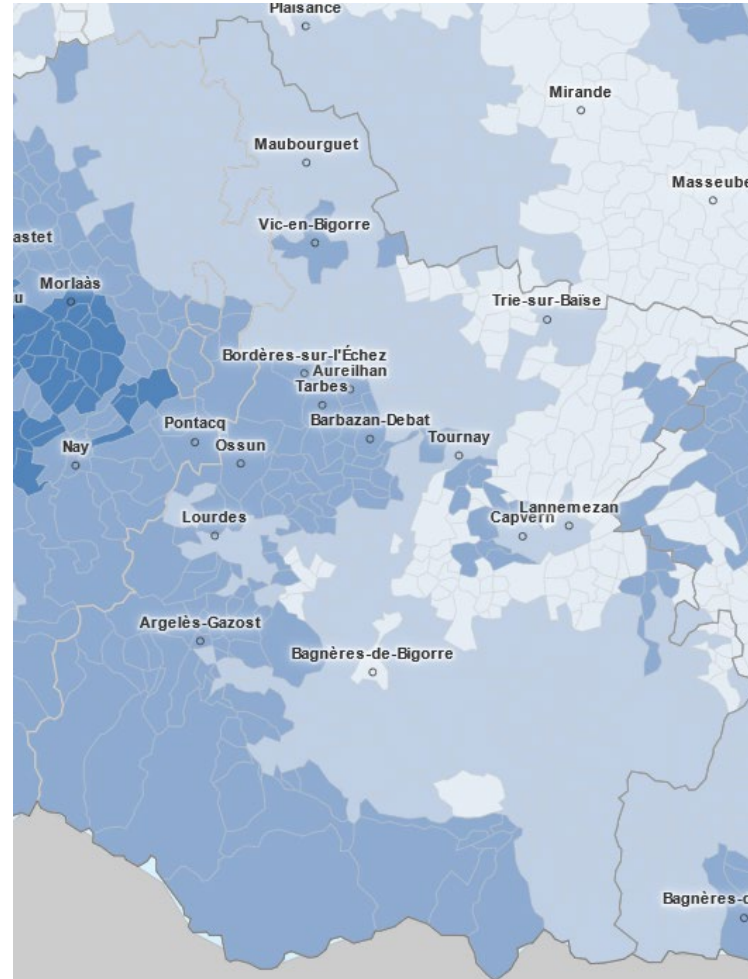 Plaisance
Mirande
Maubourguet
Masseube
Vic-en-Bigorre
astet
Morlaàs
u
Trie-sur-Baïse
Bordères-sur-l'Échez
Aureilhan
Tarbes
Barbazan-Debat
Pontacq
Ossun
Nay
Tournay
Lannemezan
Capvern
Lourdes
Argelès-Gazost
Bagnères-de-Bigorre
Bagnères-d